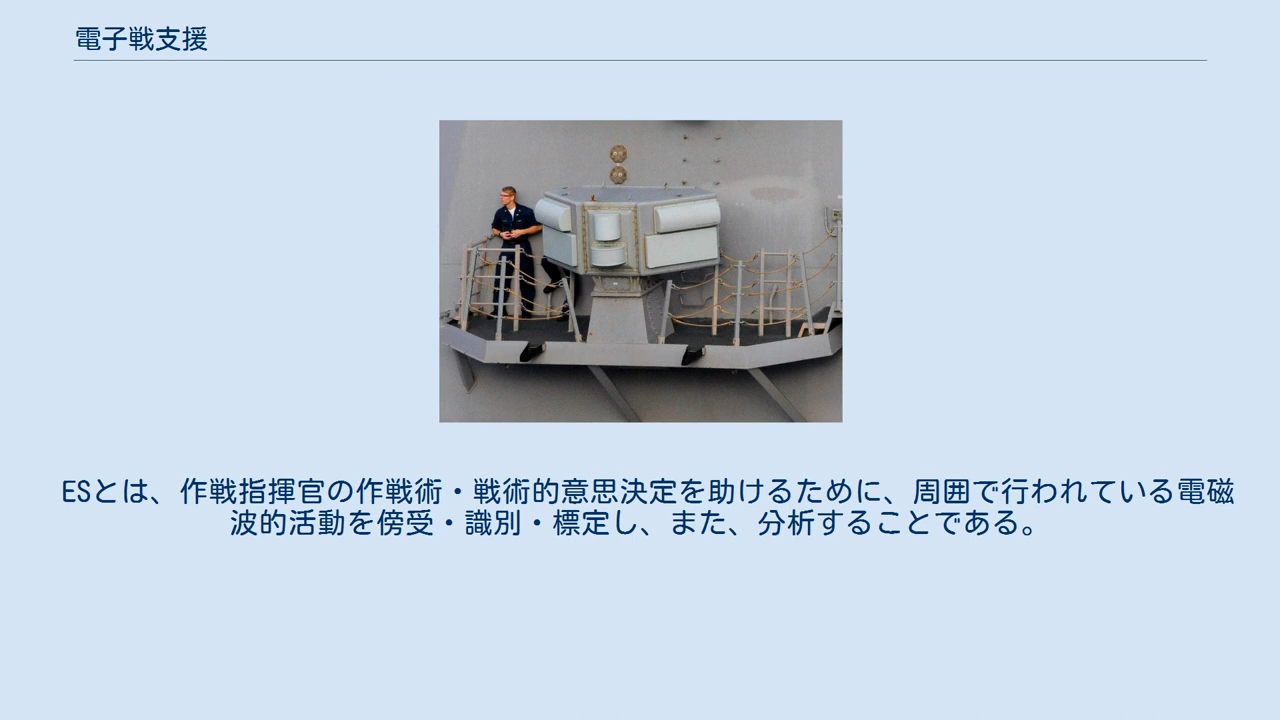 電子戦支援
ESとは、作戦指揮官の作戦術・戦術的意思決定を助けるために、周囲で行われている電磁
波的活動を傍受・識別・標定し、また、分析することである。